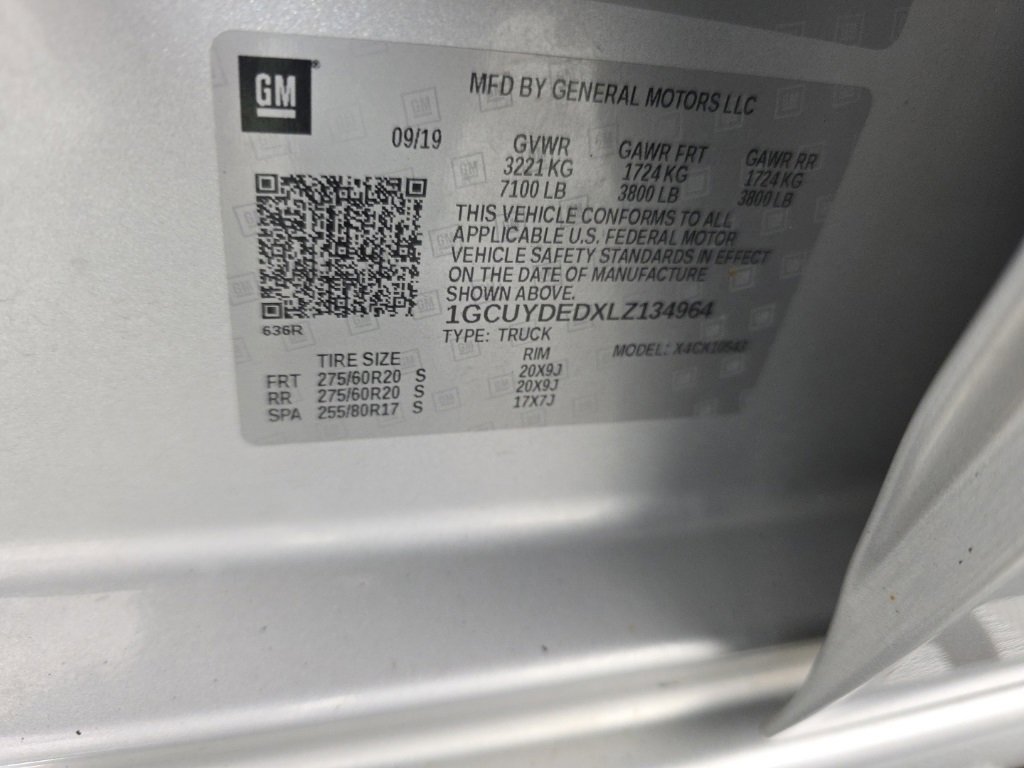 GM
MFD BY GENERAL MOTORS LLC
09/19
GVWR GAWR FRT GAWR RR
3221 KG 1724 KG 1724 KG
7100 LB 3800 LB 3800 LB
THIS VEHICLE CONFORMS TO ALL
APPLICABLE U.S. FEDERAL MOTOR
VEHICLE SAFETY STANDARDS IN EFFECT
ON THE DATE OF MANUFACTURE
SHOWN ABOVE.
1GCUYDEDXLZ134964
636R
TYPE: TRUCK MODEL:
TIRE SIZE RIM
FRT 275/60R20 S 20X9J
RR 275/60R20 S 20X9J
SPA 255/80R17 S 17X7J